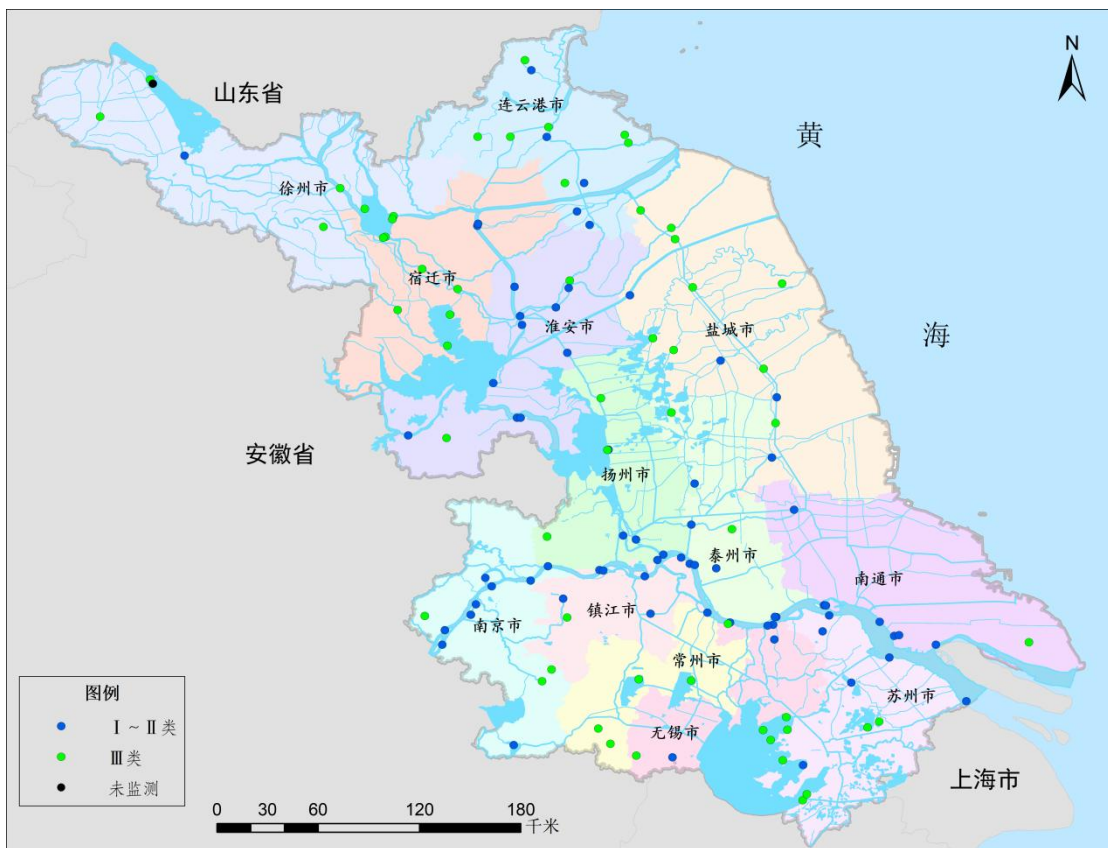 N
山东省
连云港市
黄
徐州市
宿迁市
淮安市
盐城市
海
安徽省
扬州市
泰州市
南通市
镇江市
南京市
常州市
苏州市
无锡市
上海市
图例
Ⅰ～Ⅱ类
Ⅲ类
未监测
0 30 60 120 180
千米